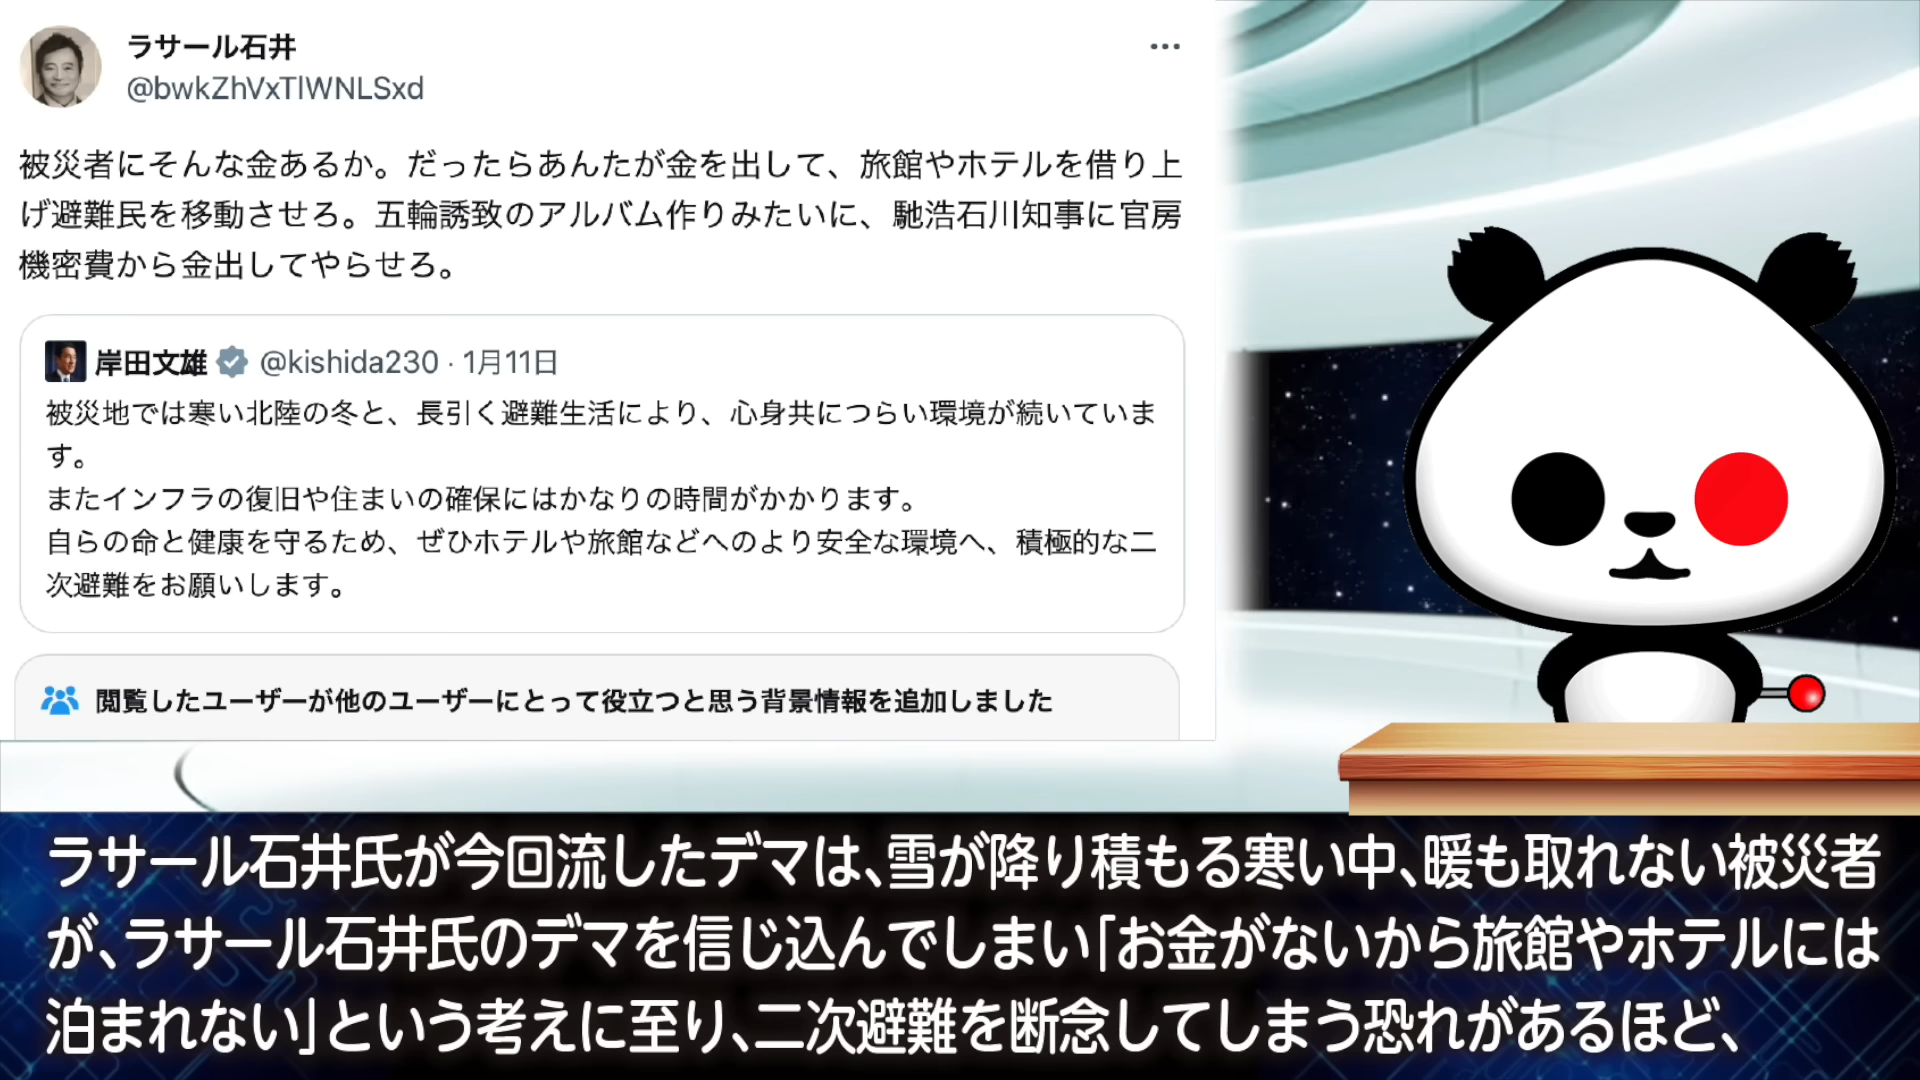 ラサール石井
@bwkZhVxTlWNLSxd
被災者にそんな金あるか。だったらあんたが金を出して、旅館やホテルを借り上
げ避難民を移動させろ。五輪誘致のアルバム作りみたいに、馳浩石川知事に官房
機密費から金出してやらせろ。
岸田文雄 @kishida230 · 1月11日
被災地では寒い北陸の冬と、長引く避難生活により、心身共につらい環境が続いていま
す。
またインフラの復旧や住まいの確保にはかなりの時間がかかります。
自らの命と健康を守るため、ぜひホテルや旅館などへのより安全な環境へ、積極的な二
次避難をお願いします。
閲覧したユーザーが他のユーザーにとって役立つと思う背景情報を追加しました
ラサール石井氏が今回流したデマは、雪が降り積もる寒い中、暖も取れない被災者
が、ラサール石井氏のデマを信じ込んでしまい「お金がないから旅館やホテルには
泊まれない」という考えに至り、二次避難を断念してしまう恐れがあるほど、